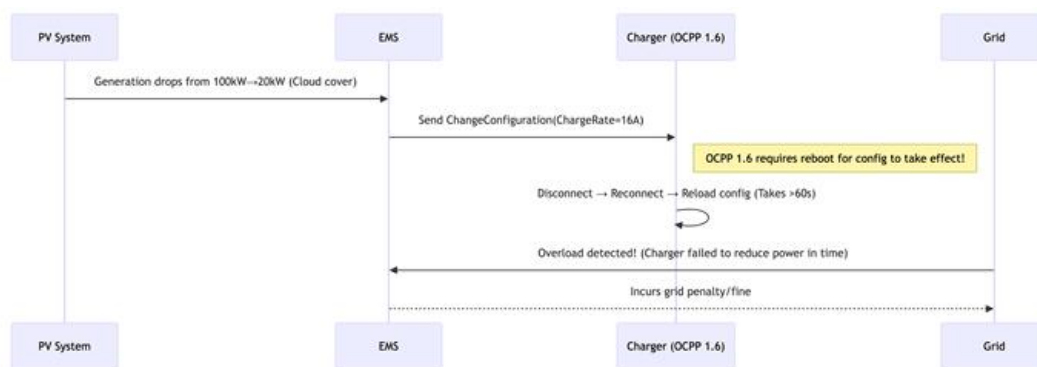 PV System
EMS
Charger (OCPP 1.6)
Grid
Generation drops from 100kW→20kW (Cloud cover)
Send ChangeConfiguration(ChargeRate=16A)
OCPP 1.6 requires reboot for config to take effect!
Disconnect → Reconnect → Reload config (Takes >60s)
Overload detected! (Charger failed to reduce power in time)
Incurs grid penalty/fine
PV System
EMS
Charger (OCPP 1.6)
Grid